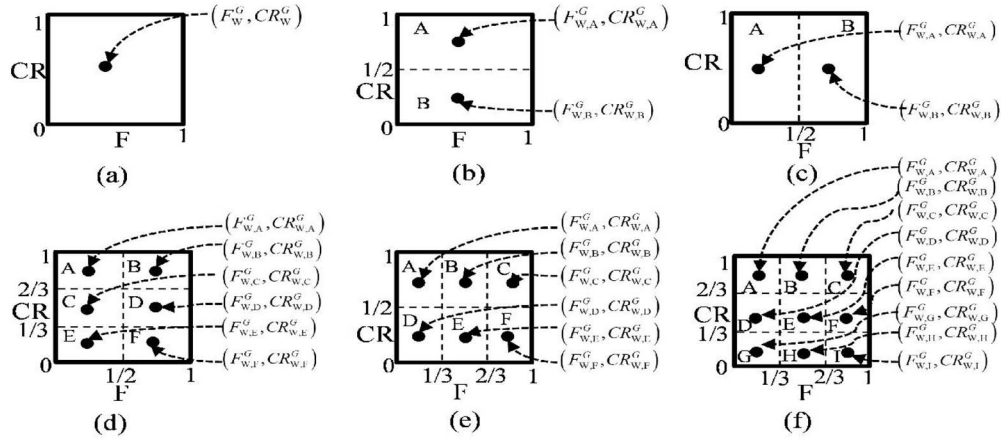 1
CR
0
F
1
(F_W^G, CR_W^G)
(a)
1
A
1/2
CR
B
0
F
1
(F_{W,A}^G, CR_{W,A}^G)
(F_{W,B}^G, CR_{W,B}^G)
(b)
1
A
B
CR
0
1/2
1
F
(F_{W,A}^G, CR_{W,A}^G)
(F_{W,B}^G, CR_{W,B}^G)
(c)
1
A
B
2/3
C
D
CR
1/3
E
F
0
1/2
1
F
(F_{W,A}^G, CR_{W,A}^G)
(F_{W,B}^G, CR_{W,B}^G)
(F_{W,C}^G, CR_{W,C}^G)
(F_{W,D}^G, CR_{W,D}^G)
(F_{W,E}^G, CR_{W,E}^G)
(F_{W,F}^G, CR_{W,F}^G)
(d)
1
A
B
C
1/2
CR
D
E
F
0
1/3
2/3
1
F
(F_{W,A}^G, CR_{W,A}^G)
(F_{W,B}^G, CR_{W,B}^G)
(F_{W,C}^G, CR_{W,C}^G)
(F_{W,D}^G, CR_{W,D}^G)
(F_{W,E}^G, CR_{W,E}^G)
(F_{W,F}^G, CR_{W,F}^G)
(e)
1
A
B
C
2/3
CR
D
E
F
1/3
G
H
I
0
1/3
2/3
1
F
(F_{W,A}^G, CR_{W,A}^G)
(F_{W,B}^G, CR_{W,B}^G)
(F_{W,C}^G, CR_{W,C}^G)
(F_{W,D}^G, CR_{W,D}^G)
(F_{W,E}^G, CR_{W,E}^G)
(F_{W,F}^G, CR_{W,F}^G)
(F_{W,G}^G, CR_{W,G}^G)
(F_{W,H}^G, CR_{W,H}^G)
(F_{W,I}^G, CR_{W,I}^G)
(f)